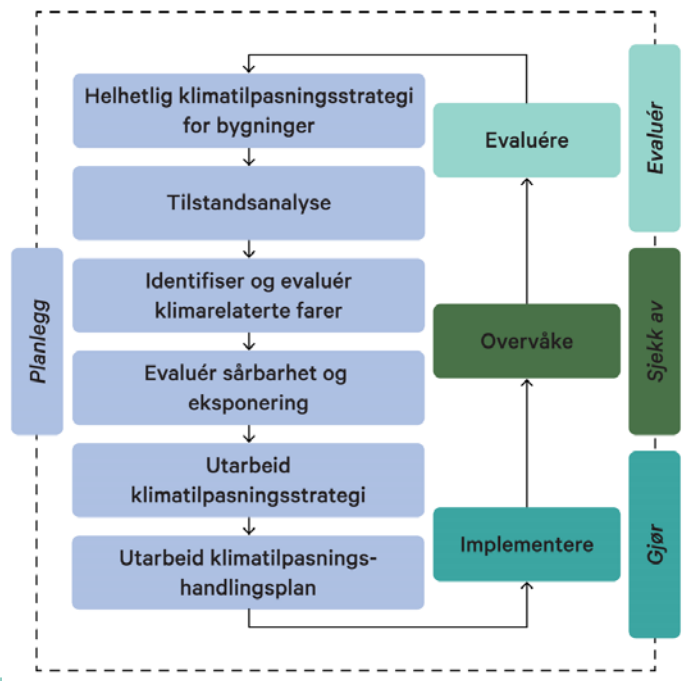 Helhetlig klimatilpasningsstrategi
for bygninger
Tilstandsanalyse
Identifiser og evaluér
klimarelaterte farer
Evaluér sårbarhet og
eksponering
Utarbeid
klimatilpasningsstrategi
Utarbeid klimatilpasnings-
handlingsplan
Planlegg
Evaluére
Overvåke
Implementere
Evaluér
Sjekk av
Gjør